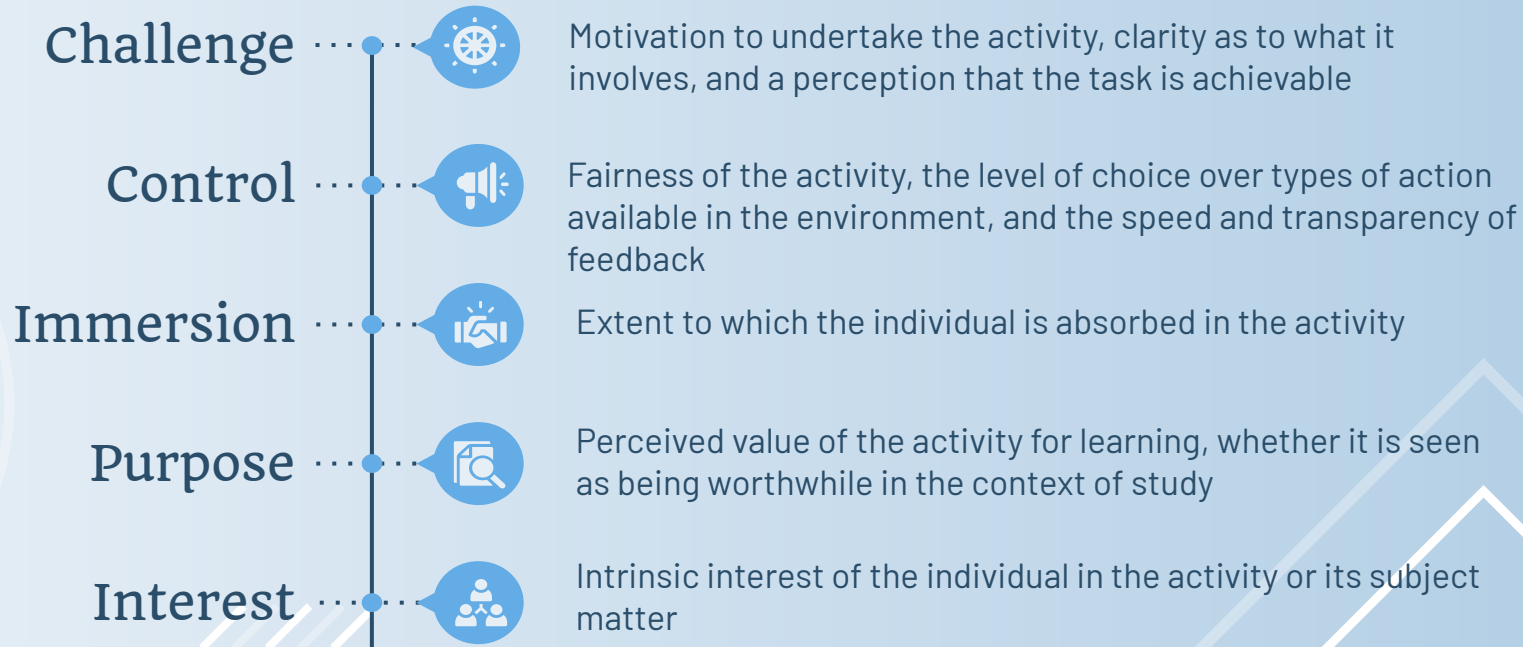 Challenge
Motivation to undertake the activity, clarity as to what it
involves, and a perception that the task is achievable
Control
Fairness of the activity, the level of choice over types of action
available in the environment, and the speed and transparency of
feedback
Immersion
Extent to which the individual is absorbed in the activity
Purpose
Perceived value of the activity for learning, whether it is seen
as being worthwhile in the context of study
Interest
Intrinsic interest of the individual in the activity or its subject
matter